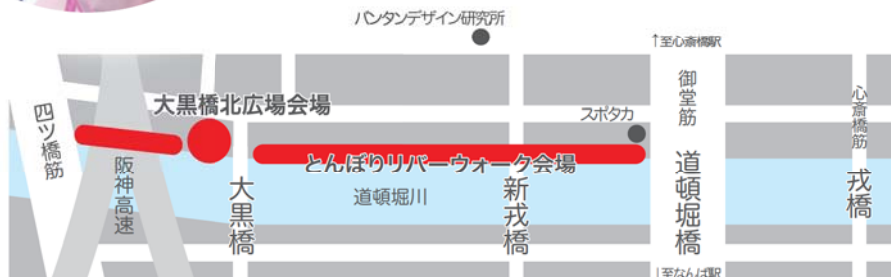 バンタンデザイン研究所
↑至心斎橋駅
大黒橋北広場会場
スポタカ
御堂筋
心斎橋筋
四ツ橋筋
とんぼりリバーウォーク会場
阪神高速
大黒橋
道頓堀川
新戎橋
道頓堀橋
戎橋
↓至なんば駅